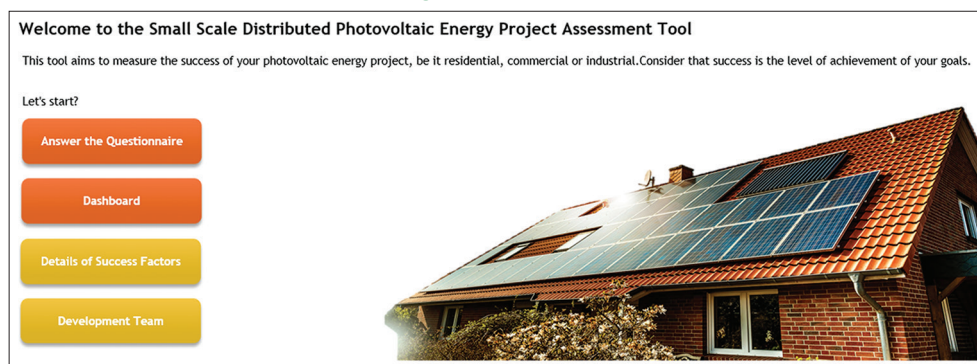 Welcome to the Small Scale Distributed Photovoltaic Energy Project Assessment Tool
This tool aims to measure the success of your photovoltaic energy project, be it residential, commercial or industrial.Consider that success is the level of achievement of your goals.
Let's start?
Answer the Questionnaire
Dashboard
Details of Success Factors
Development Team